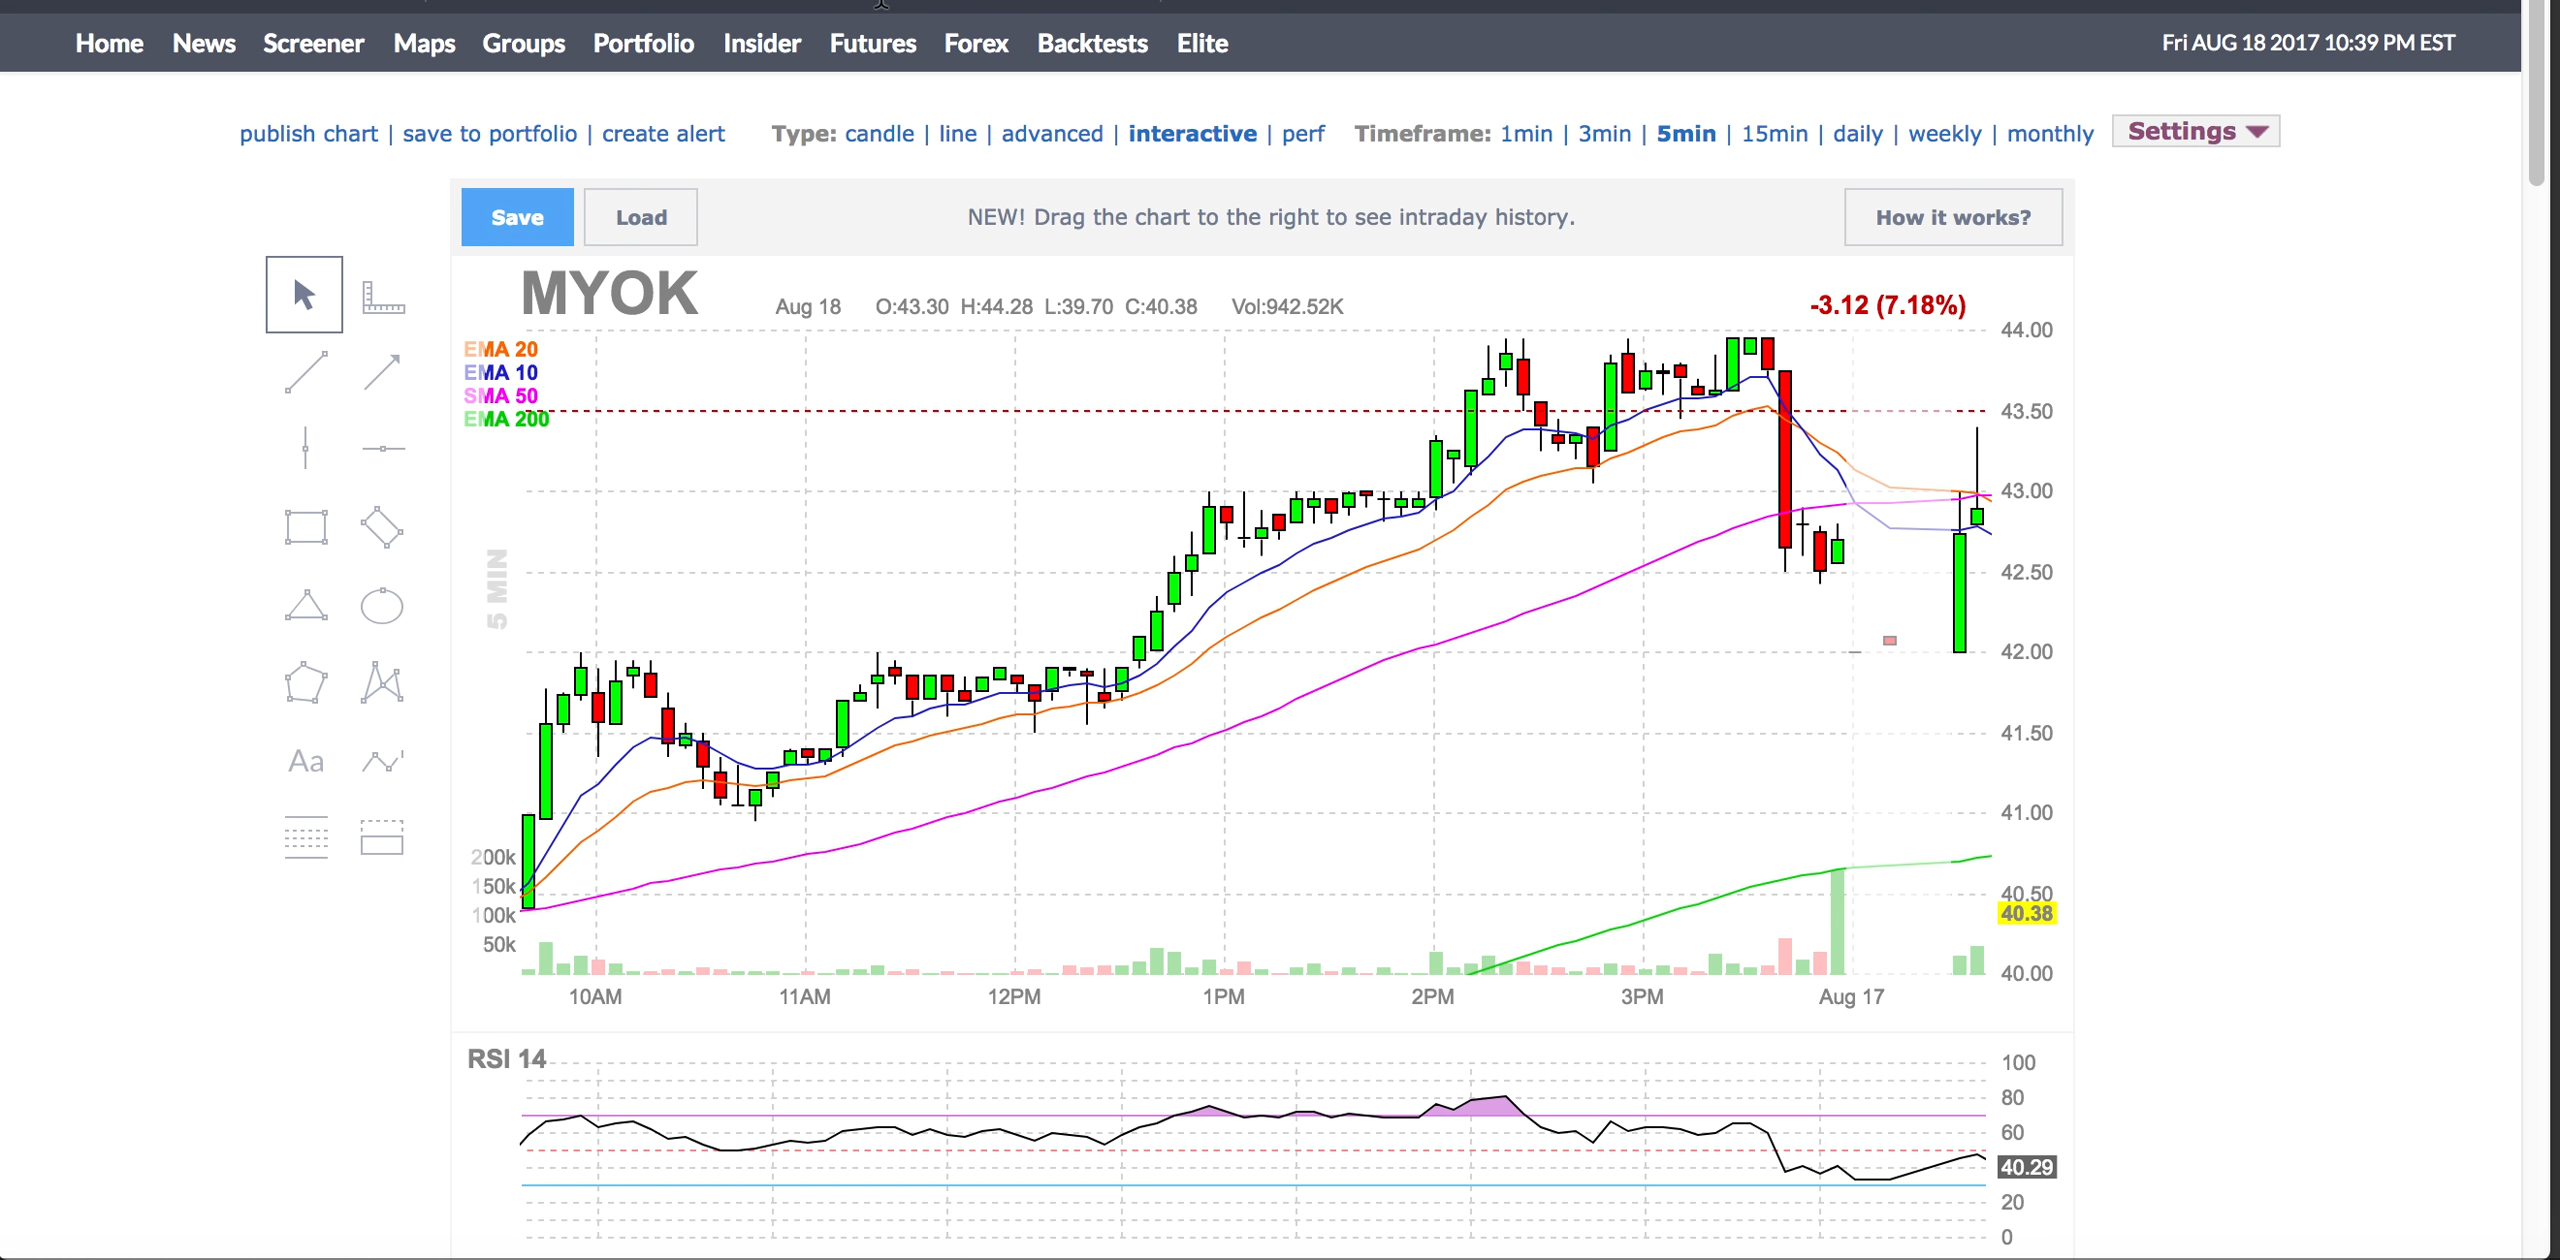 Home News Screener Maps Groups Portfolio Insider Futures Forex Backtests Elite Fri AUG 18 2017 10:39 PM EST
publish chart | save to portfolio | create alert Type: candle | line | advanced | interactive | perf Timeframe: 1min | 3min | 5min | 15min | daily | weekly | monthly Settings
Save Load NEW! Drag the chart to the right to see intraday history. How it works?
MYOK Aug 18 O:43.30 H:44.28 L:39.70 C:40.38 Vol:942.52K -3.12 (7.18%)
44.00
EMA 20
EMA 10
SMA 50
EMA 200
43.50
43.00
42.50
5 MIN
42.00
41.50
Aa
41.00
200k
150k
40.50
100k
40.38
50k
40.00
10AM 11AM 12PM 1PM 2PM 3PM Aug 17
RSI 14
100
80
60
40.29
20
0